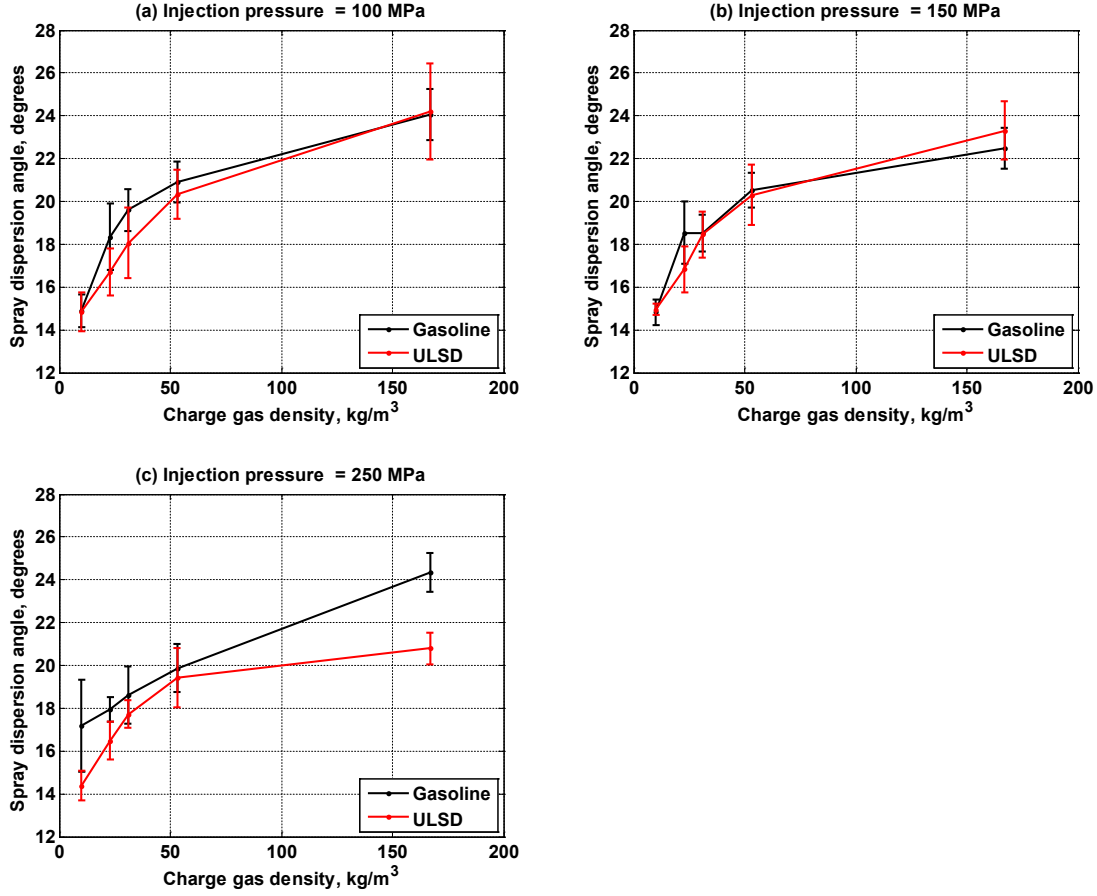 (a) Injection pressure = 100 MPa
Spray dispersion angle, degrees
28
26
24
22
20
18
16
14
12
0 50 100 150 200
Charge gas density, kg/m³
Gasoline
ULSD
(b) Injection pressure = 150 MPa
Spray dispersion angle, degrees
28
26
24
22
20
18
16
14
12
0 50 100 150 200
Charge gas density, kg/m³
Gasoline
ULSD
(c) Injection pressure = 250 MPa
Spray dispersion angle, degrees
28
26
24
22
20
18
16
14
12
0 50 100 150 200
Charge gas density, kg/m³
Gasoline
ULSD